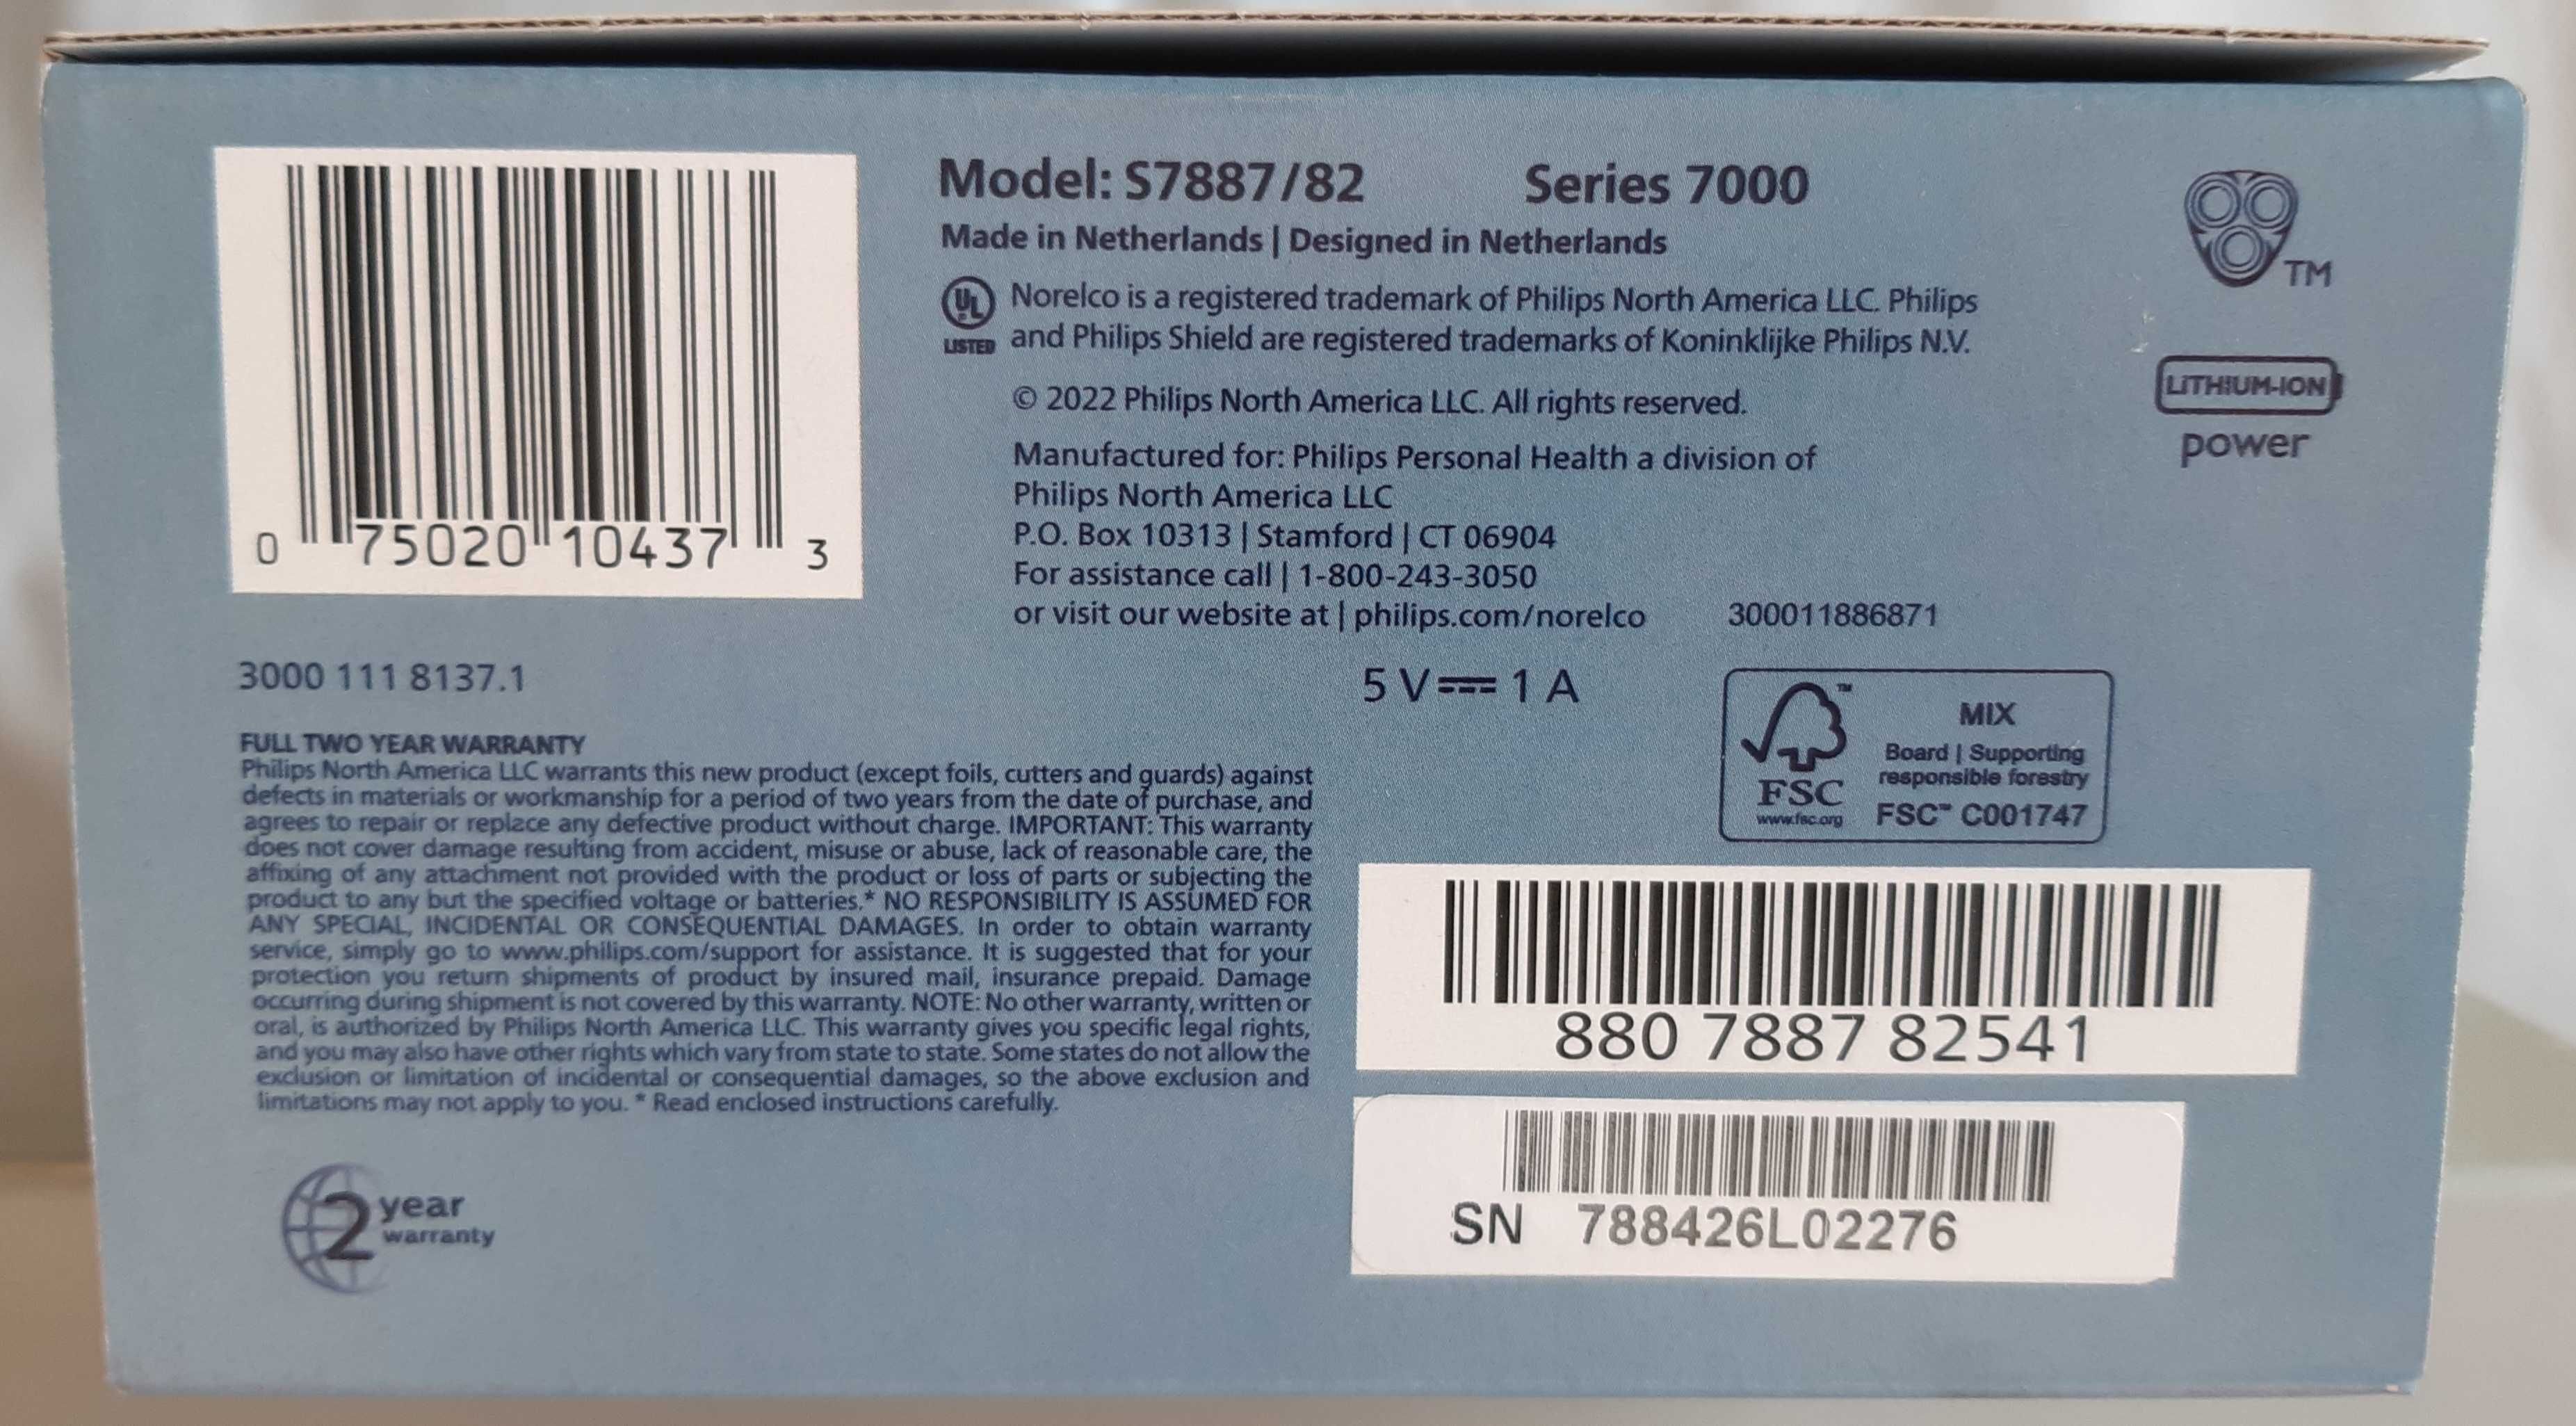 0 75020 10437 3
Model: S7887/82 Series 7000
Made in Netherlands | Designed in Netherlands
UL
LISTED
Norelco is a registered trademark of Philips North America LLC. Philips
and Philips Shield are registered trademarks of Koninklijke Philips N.V.
© 2022 Philips North America LLC. All rights reserved.
Manufactured for: Philips Personal Health a division of
Philips North America LLC
P.O. Box 10313 | Stamford | CT 06904
For assistance call | 1-800-243-3050
or visit our website at | philips.com/norelco 300011886871
TM
LiTHIUM-ION
power
3000 111 8137.1
5 V⎓1 A
FULL TWO YEAR WARRANTY
Philips North America LLC warrants this new product (except foils, cutters and guards) against
defects in materials or workmanship for a period of two years from the date of purchase, and
agrees to repair or replace any defective product without charge. IMPORTANT: This warranty
does not cover damage resulting from accident, misuse or abuse, lack of reasonable care, the
affixing of any attachment not provided with the product or loss of parts or subjecting the
product to any but the specified voltage or batteries.* NO RESPONSIBILITY IS ASSUMED FOR
ANY SPECIAL, INCIDENTAL OR CONSEQUENTIAL DAMAGES. In order to obtain warranty
service, simply go to www.philips.com/support for assistance. It is suggested that for your
protection you return shipments of product by insured mail, insurance prepaid. Damage
occurring during shipment is not covered by this warranty. NOTE: No other warranty, written or
oral, is authorized by Philips North America LLC. This warranty gives you specific legal rights,
and you may also have other rights which vary from state to state. Some states do not allow the
exclusion or limitation of incidental or consequential damages, so the above exclusion and
limitations may not apply to you. * Read enclosed instructions carefully.
2 year
warranty
™
FSC
www.fsc.org
MIX
Board | Supporting
responsible forestry
FSC™ C001747
880 7887 82541
SN 788426L02276